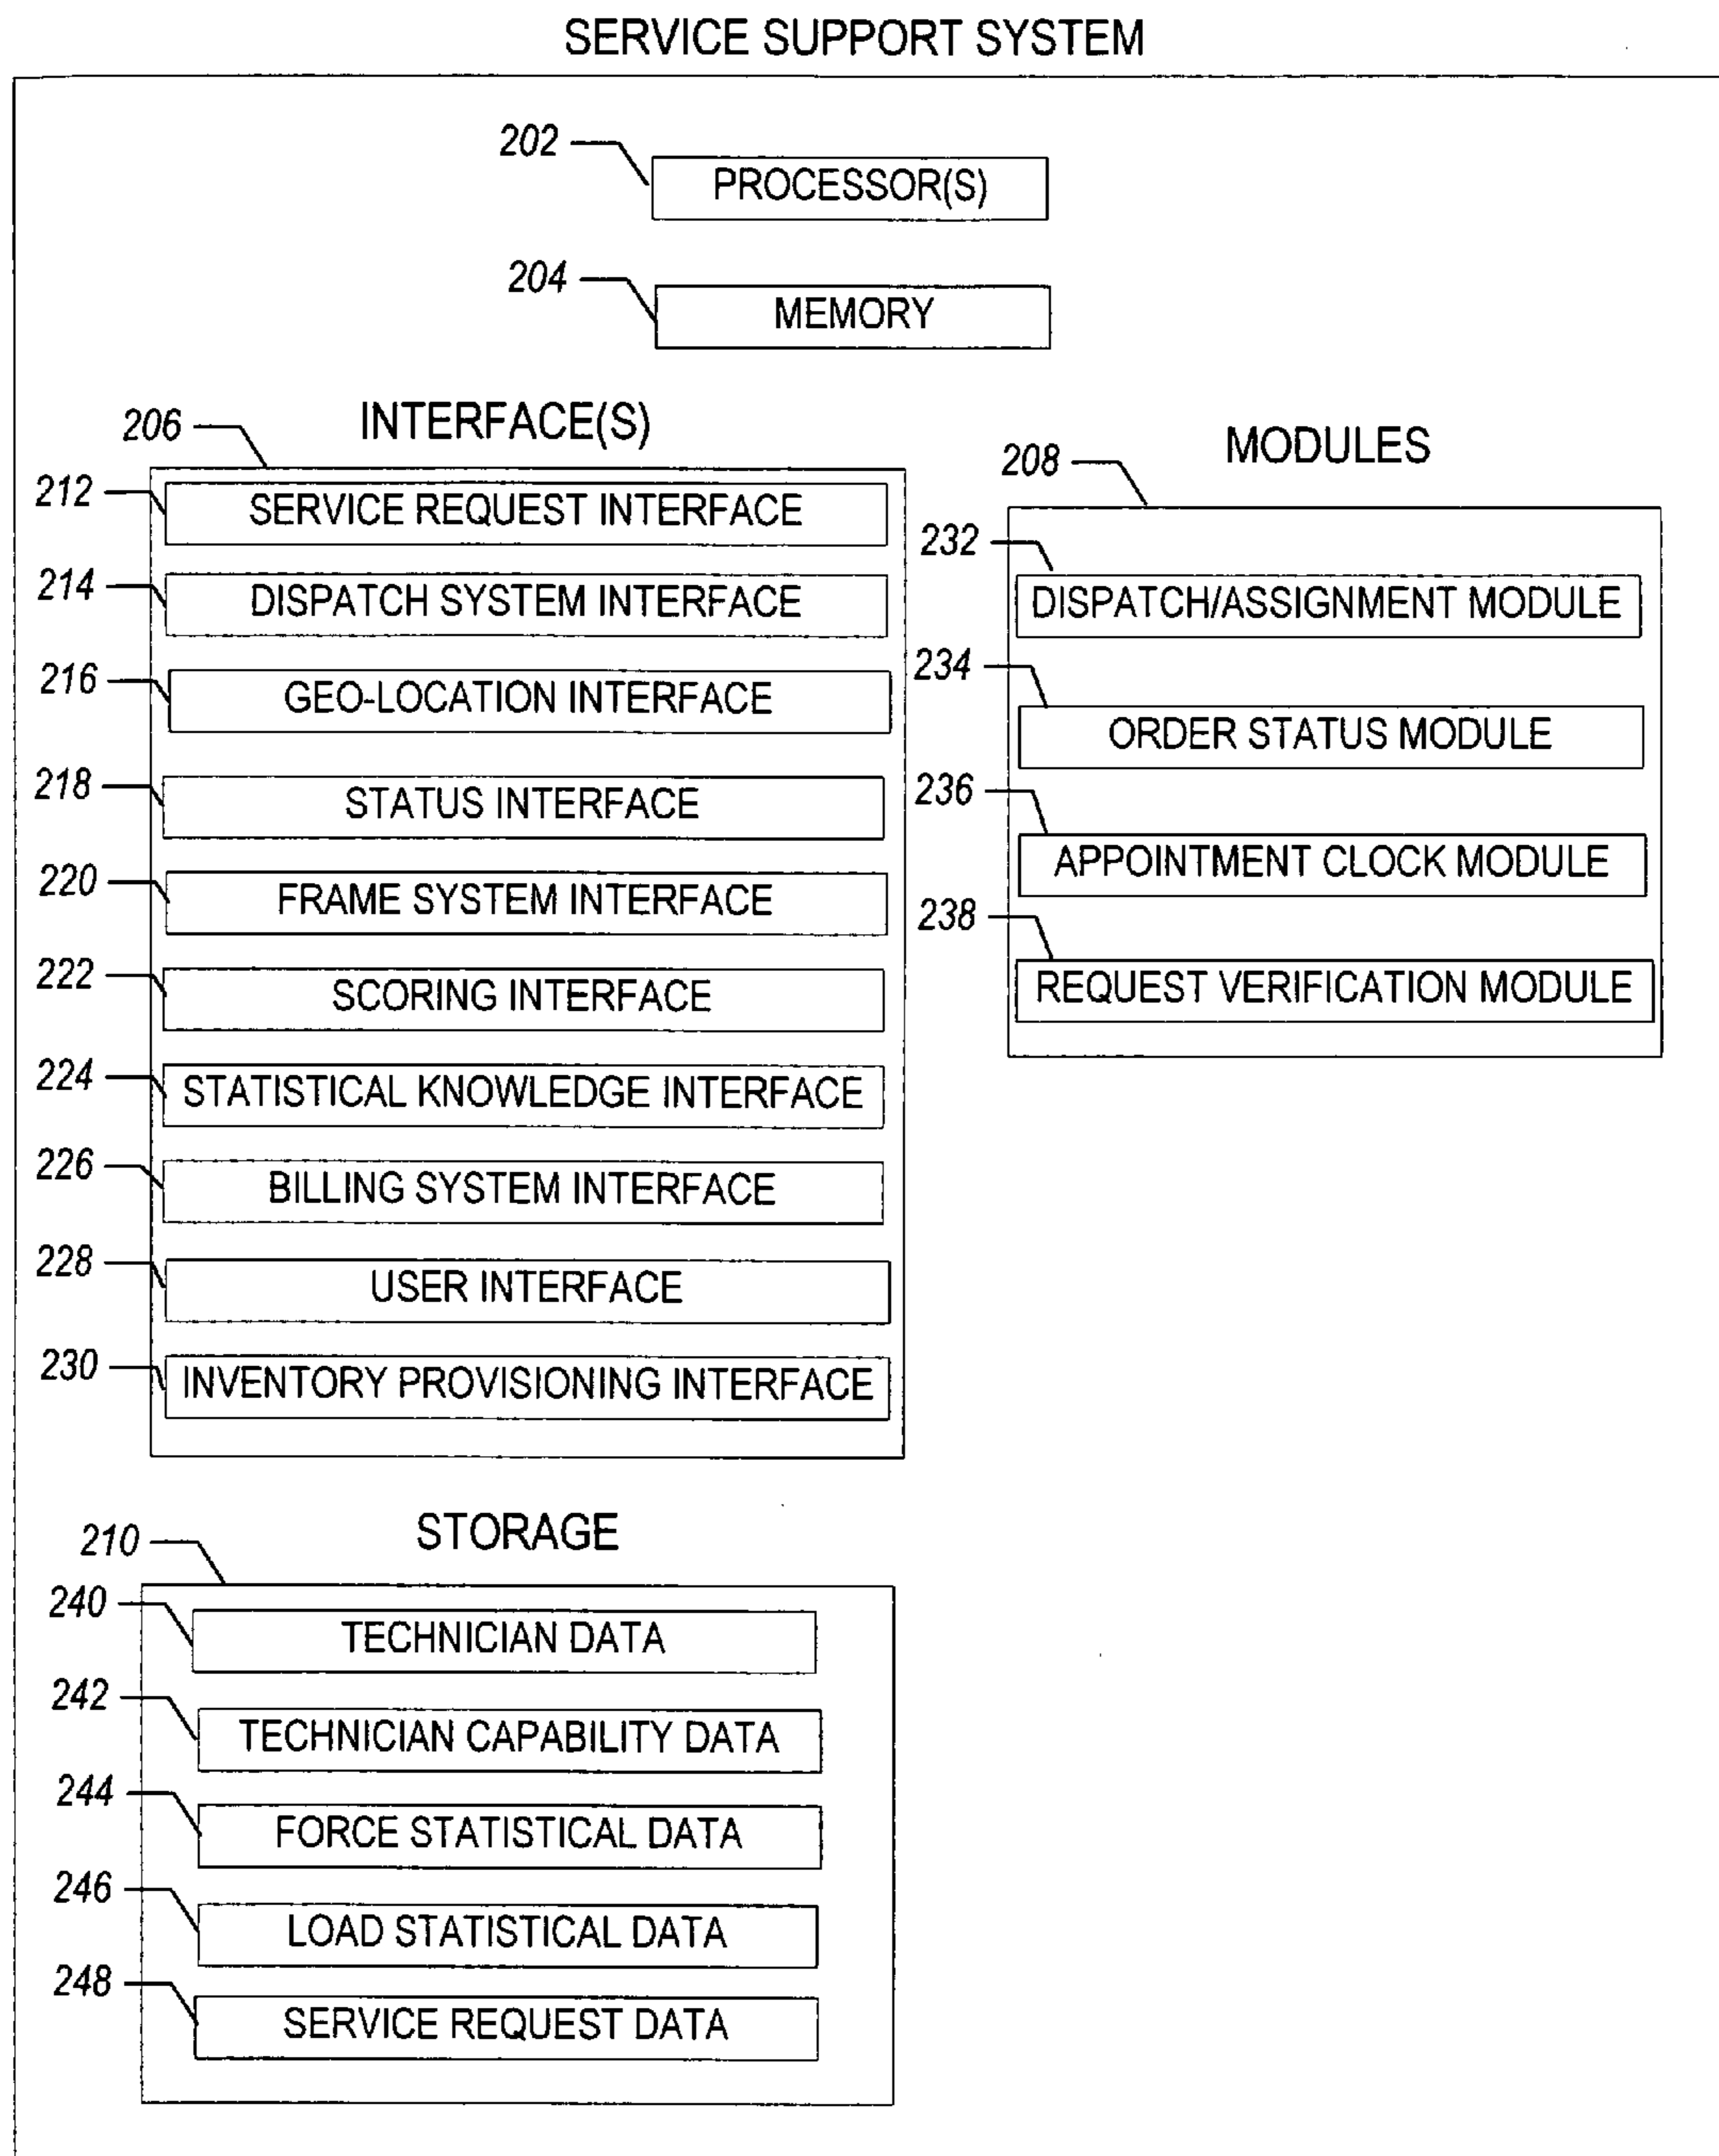 SERVICE SUPPORT SYSTEM
202
PROCESSOR(S)
204
MEMORY
206
INTERFACE(S)
212
SERVICE REQUEST INTERFACE
214
DISPATCH SYSTEM INTERFACE
216
GEO-LOCATION INTERFACE
218
STATUS INTERFACE
220
FRAME SYSTEM INTERFACE
222
SCORING INTERFACE
224
STATISTICAL KNOWLEDGE INTERFACE
226
BILLING SYSTEM INTERFACE
228
USER INTERFACE
230
INVENTORY PROVISIONING INTERFACE
208
MODULES
232
DISPATCH/ASSIGNMENT MODULE
234
ORDER STATUS MODULE
236
APPOINTMENT CLOCK MODULE
238
REQUEST VERIFICATION MODULE
210
STORAGE
240
TECHNICIAN DATA
242
TECHNICIAN CAPABILITY DATA
244
FORCE STATISTICAL DATA
246
LOAD STATISTICAL DATA
248
SERVICE REQUEST DATA